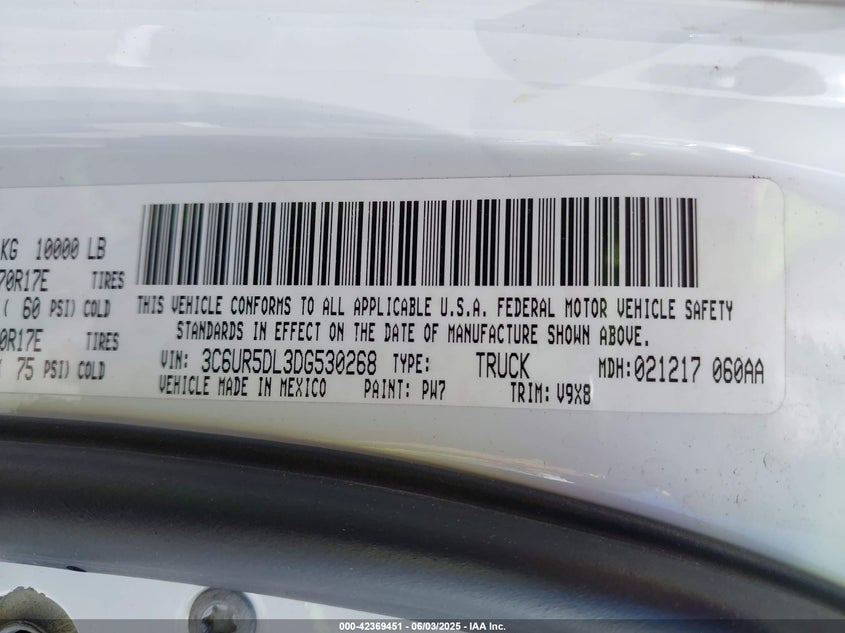 KG 10000 LB
70R17E TIRES
( 60 PSI) COLD
0R17E TIRES
75 PSI) COLD
THIS VEHICLE CONFORMS TO ALL APPLICABLE U.S.A. FEDERAL MOTOR VEHICLE SAFETY
STANDARDS IN EFFECT ON THE DATE OF MANUFACTURE SHOWN ABOVE.
VIN: 3C6UR5DL3DG530268 TYPE: TRUCK MDH:021217 060AA
VEHICLE MADE IN MEXICO PAINT: PW7 TRIM: V9X8
000-42369451 - 06/03/2025 - IAA Inc.